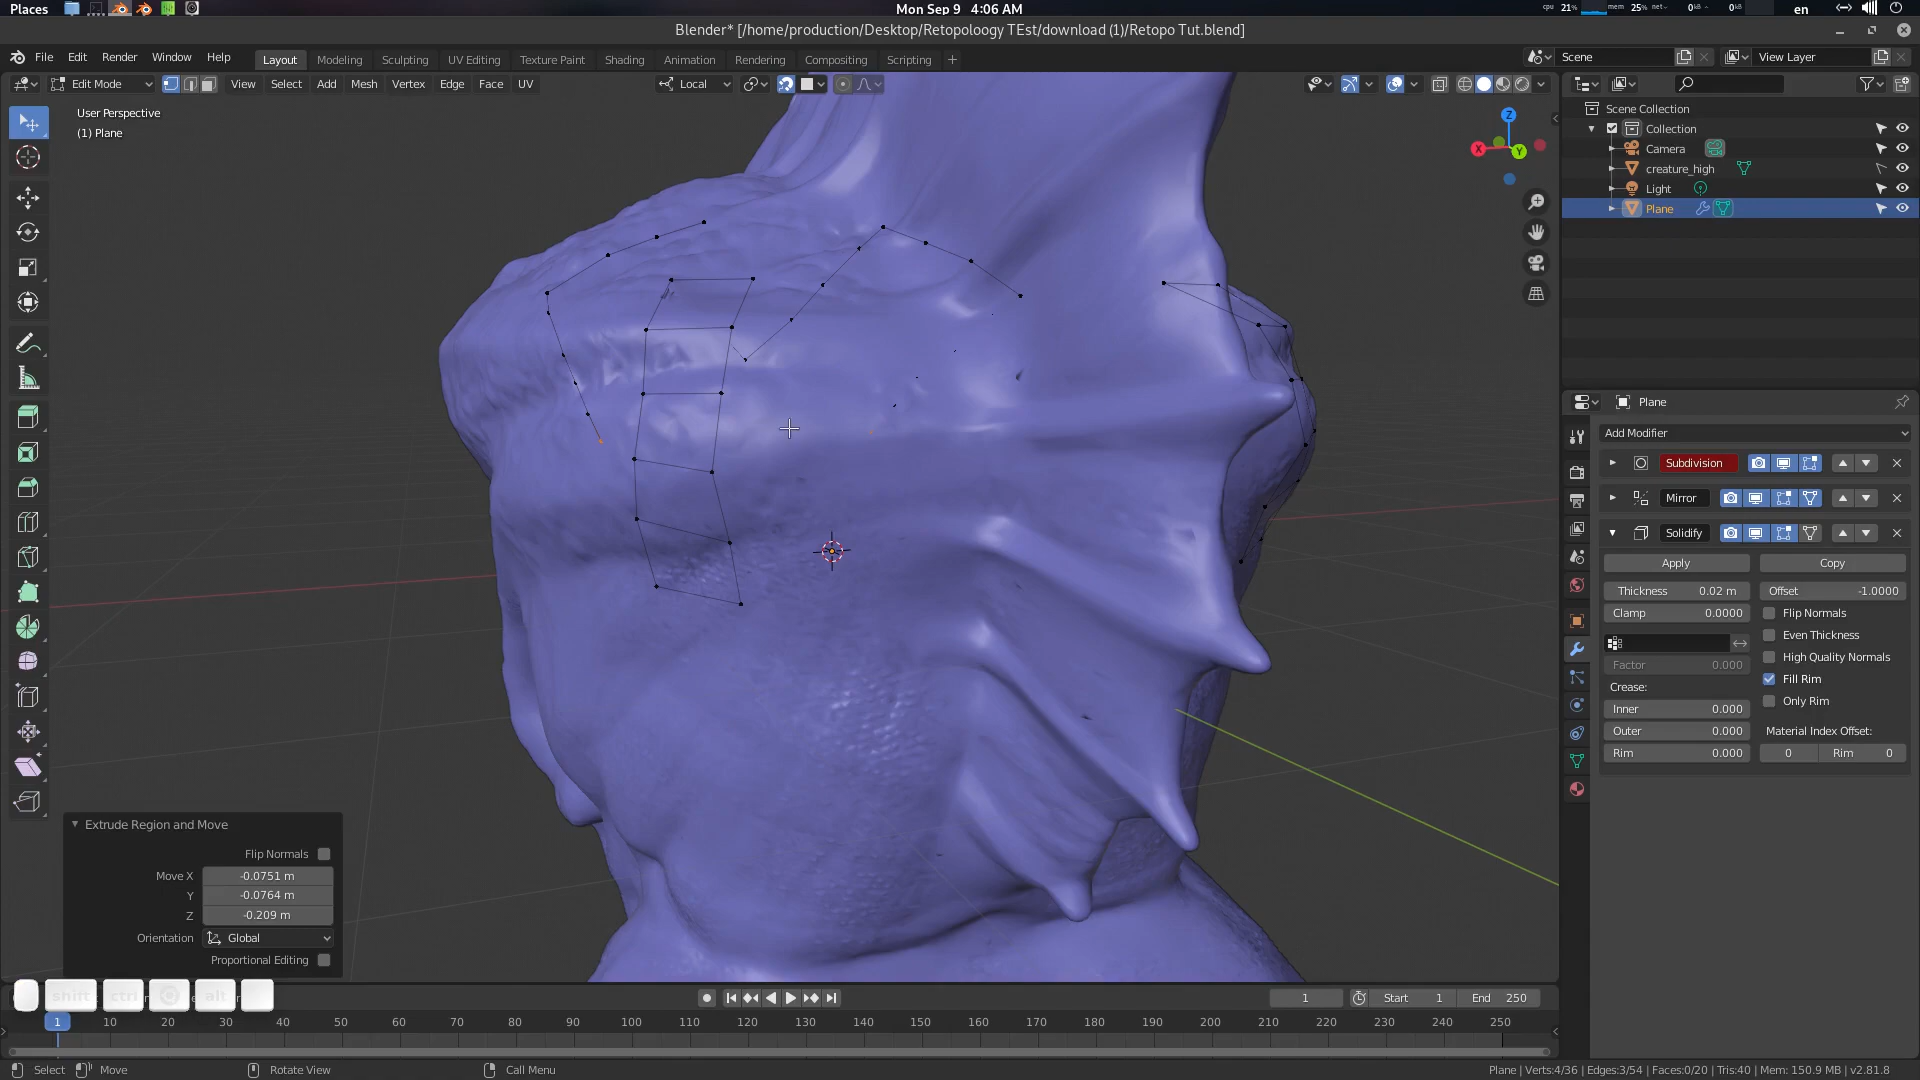 Places
Mon Sep 9 4:06 AM
cpu 21% mem 25% net 0kB 0kB en
Blender* [/home/production/Desktop/Retopoloogy TEst/download (1)/Retopo Tut.blend]
File Edit Render Window Help Layout Modeling Sculpting UV Editing Texture Paint Shading Animation Rendering Compositing Scripting +
Scene
View Layer
Edit Mode View Select Add Mesh Vertex Edge Face UV Local
User Perspective
(1) Plane
Z
X
Y
Scene Collection
Collection
Camera
creature_high
Light
Plane
Plane
Add Modifier
Subdivision
Mirror
Solidify
Apply Copy
Thickness 0.02 m Offset -1.0000
Clamp 0.0000 Flip Normals
Even Thickness
Factor 0.000 High Quality Normals
Crease: Fill Rim
Inner 0.000 Only Rim
Outer 0.000 Material Index Offset:
Rim 0.000 0 Rim 0
Extrude Region and Move
Flip Normals
Move X -0.0751 m
Y -0.0764 m
Z -0.209 m
Orientation Global
Proportional Editing
shift ctrl alt
1 Start 1 End 250
1 10 20 30 40 50 60 70 80 90 100 110 120 130 140 150 160 170 180 190 200 210 220 230 240 250
Select Move Rotate View Call Menu
Plane | Verts:4/36 | Edges:3/54 | Faces:0/20 | Tris:40 | Mem: 150.9 MB | v2.81.8